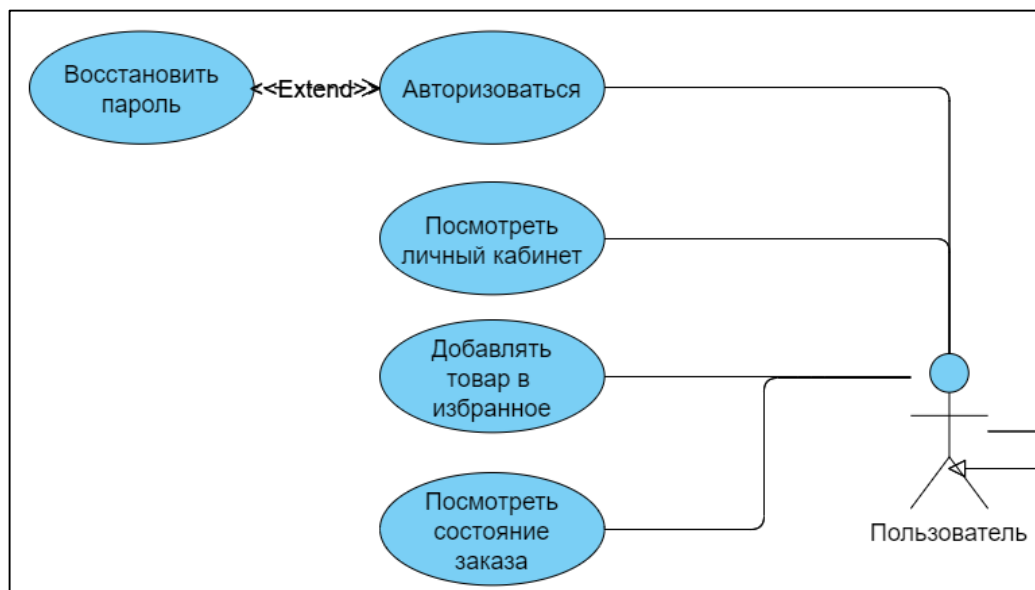 Восстановить
пароль
<<Extend>>
Авторизоваться
Посмотреть
личный кабинет
Добавлять
товар в
избранное
Посмотреть
состояние
заказа
Пользователь